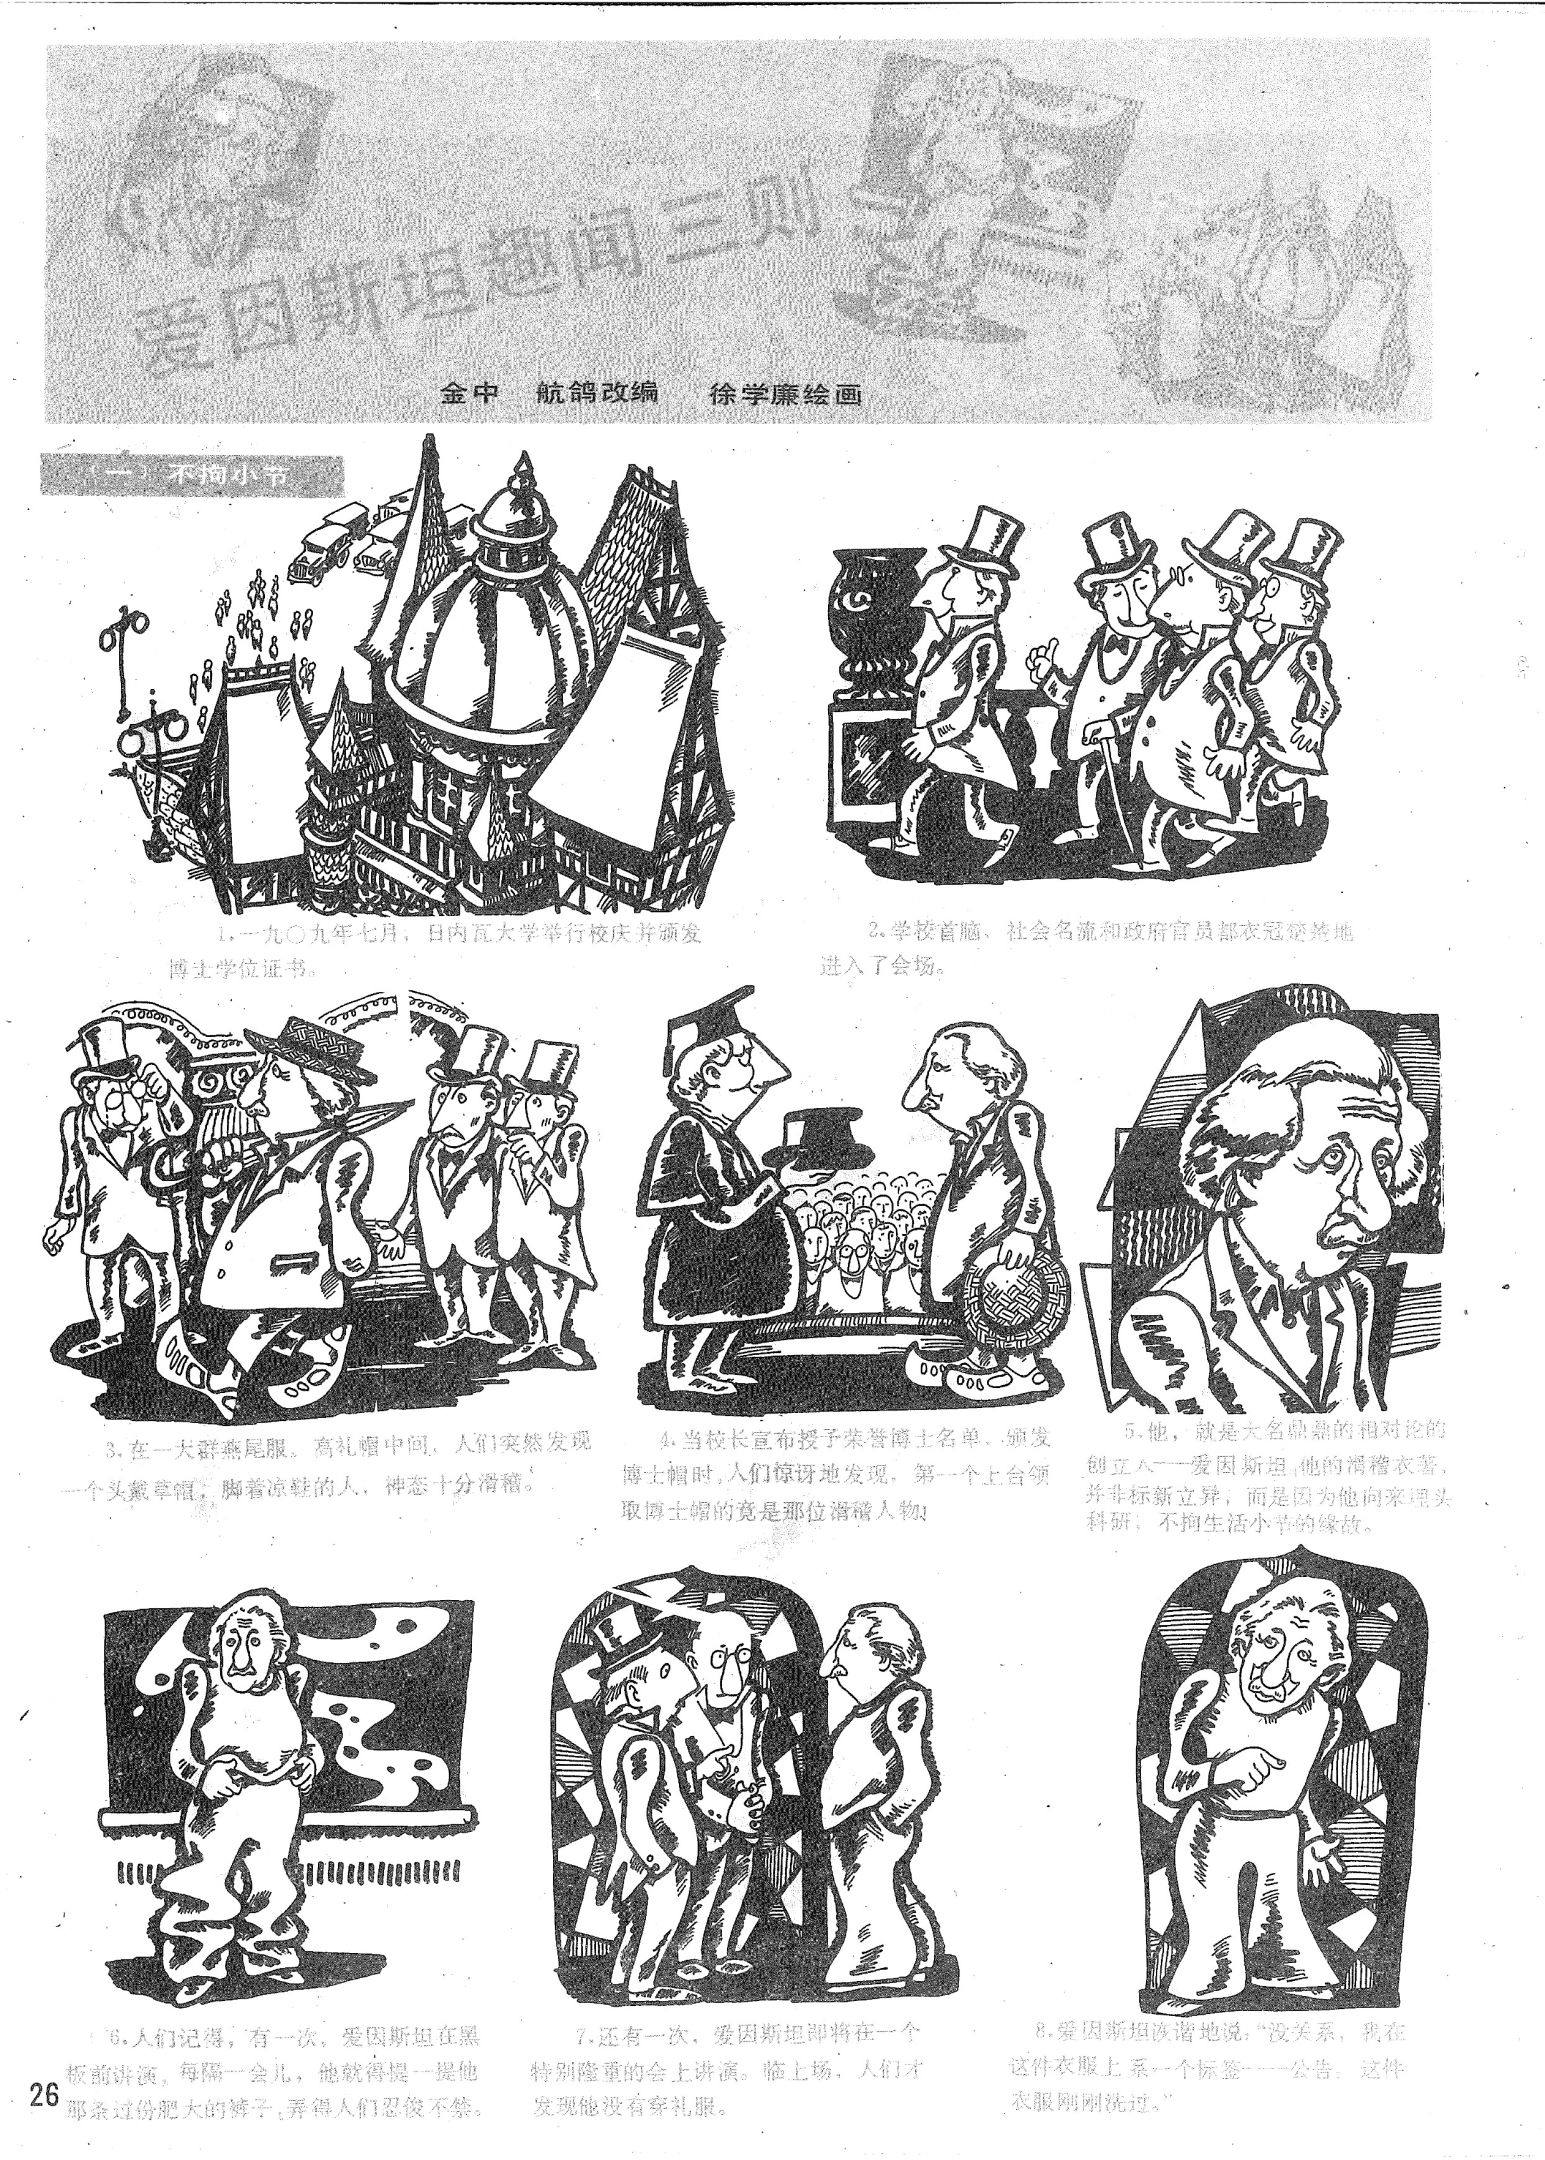 爱因斯坦趣闻三则
金中 航鸽改编 徐学廉绘画
(一) 不拘小节
1.一九〇九年七月，日内瓦大学举行校庆并颁发
博士学位证书。
2.学校首脑、社会名流和政府官员都衣冠楚楚地
进入了会场。
3.在一大群燕尾服、高礼帽中间，人们突然发现
一个头戴草帽，脚着凉鞋的人，神态十分滑稽。
4.当校长宣布授予荣誉博士名单、颁发
博士帽时，人们惊讶地发现，第一个上台领
取博士帽的竟是那位滑稽人物！
5.他，就是大名鼎鼎的相对论的
创立人——爱因斯坦。他的滑稽衣著，
并非标新立异，而是因为他向来埋头
科研，不拘生活小节的缘故。
6.人们记得，有一次，爱因斯坦在黑
板前讲演，每隔一会儿，他就得提一提他
那条过份肥大的裤子，弄得人们忍俊不禁。
7.还有一次，爱因斯坦即将在一个
特别隆重的会上讲演。临上场，人们才
发现他没有穿礼服。
8.爱因斯坦诙谐地说：“没关系，我在
这件衣服上系一个标签——公告：这件
衣服刚刚洗过。”
26